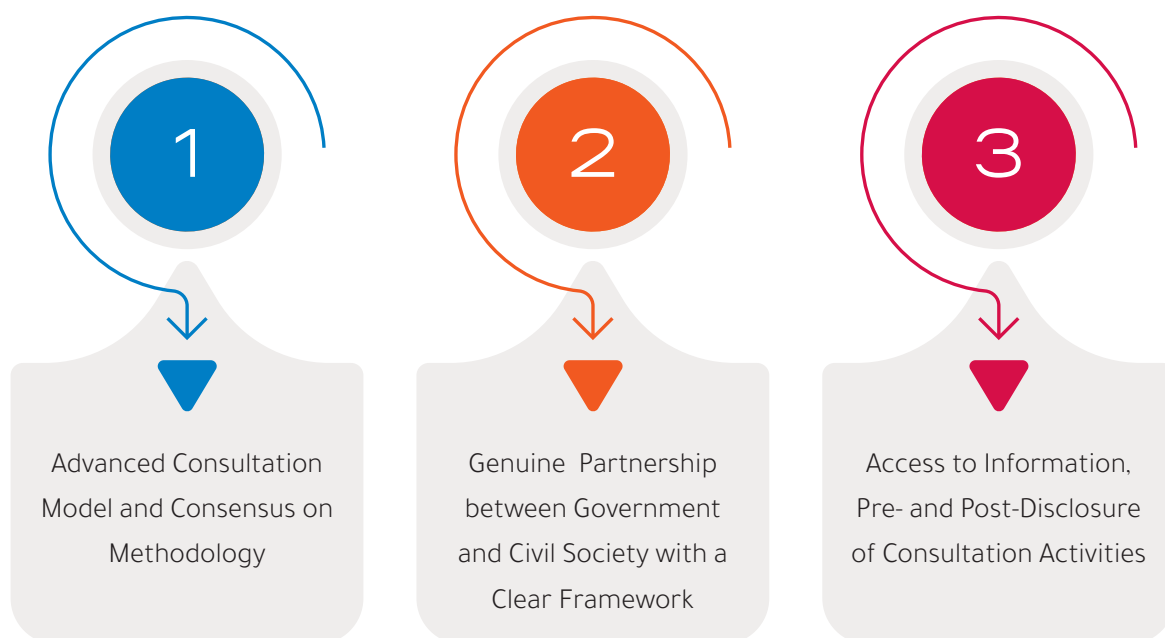 1
Advanced Consultation
Model and Consensus on
Methodology
2
Genuine Partnership
between Government
and Civil Society with a
Clear Framework
3
Access to Information,
Pre- and Post-Disclosure
of Consultation Activities